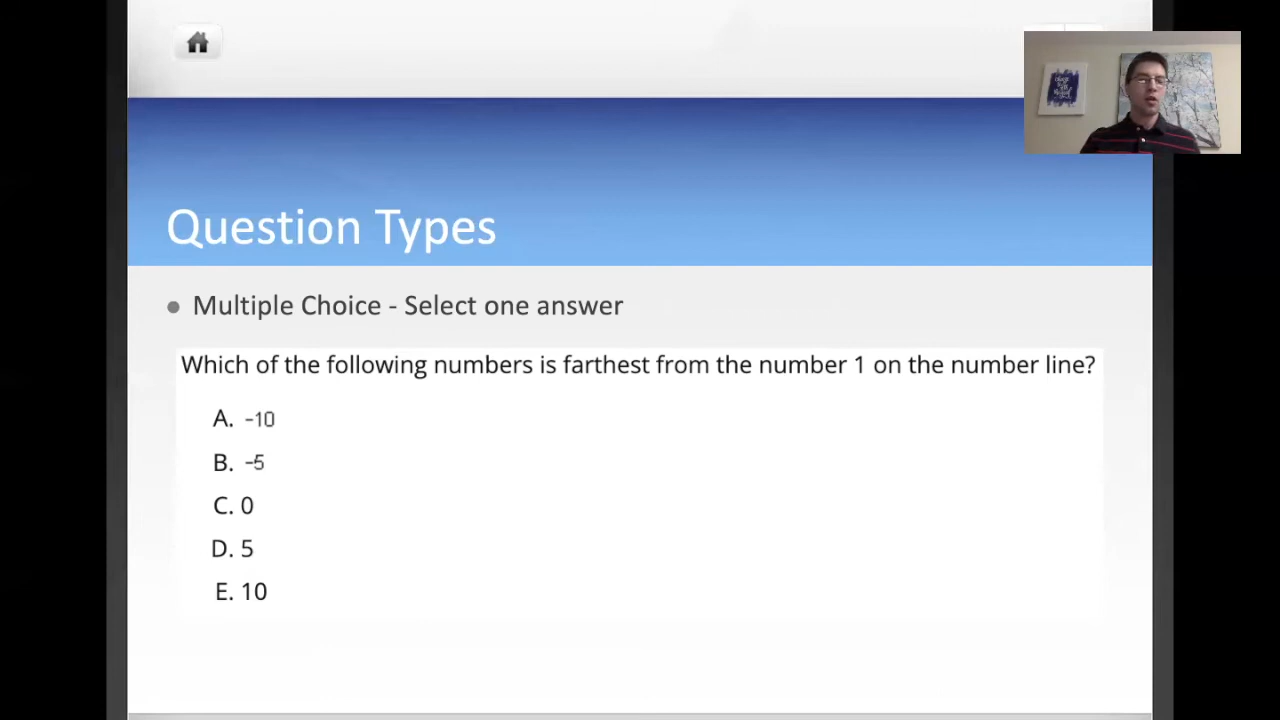 Question Types
Multiple Choice - Select one answer
Which of the following numbers is farthest from the number 1 on the number line?
A. -10
B. -5
C. 0
D. 5
E. 10